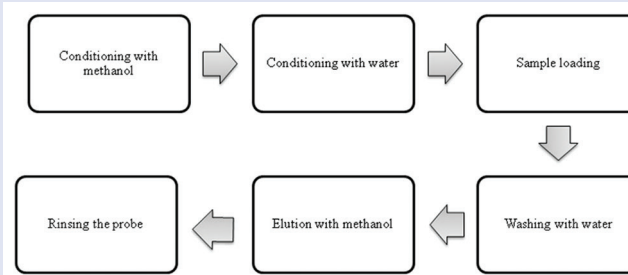 Conditioning with
methanol
Conditioning with water
Sample loading
Washing with water
Elution with methanol
Rinsing the probe